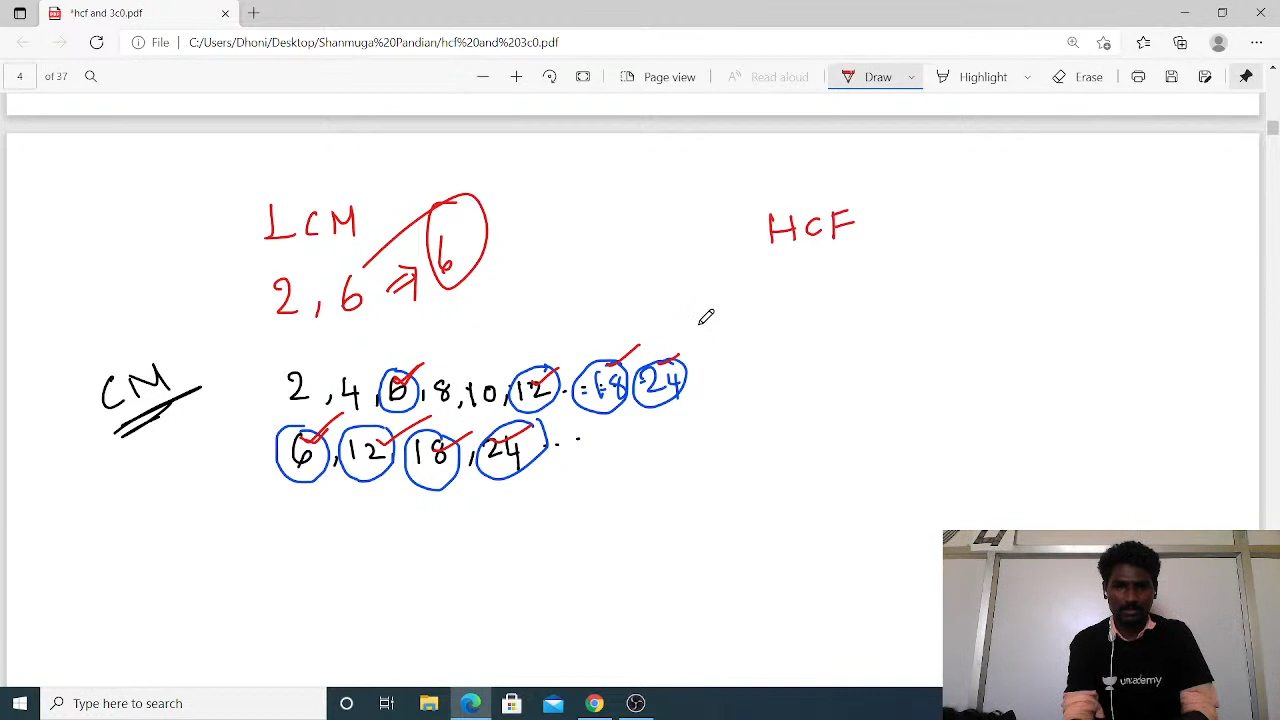 *hcf and 3c0.pdf
File C:/Users/Dhoni/Desktop/Shanmuga%20Pandian/hcf%20and%203c0.pdf
4 of 37 Page view Read aloud Draw Highlight Erase
LCM HCF
2, 6 ⇒ 6
CM
2, 4, 6, 8, 10, 12 . . 18 24
6, 12 18, 24 . . .
unacademy
Type here to search